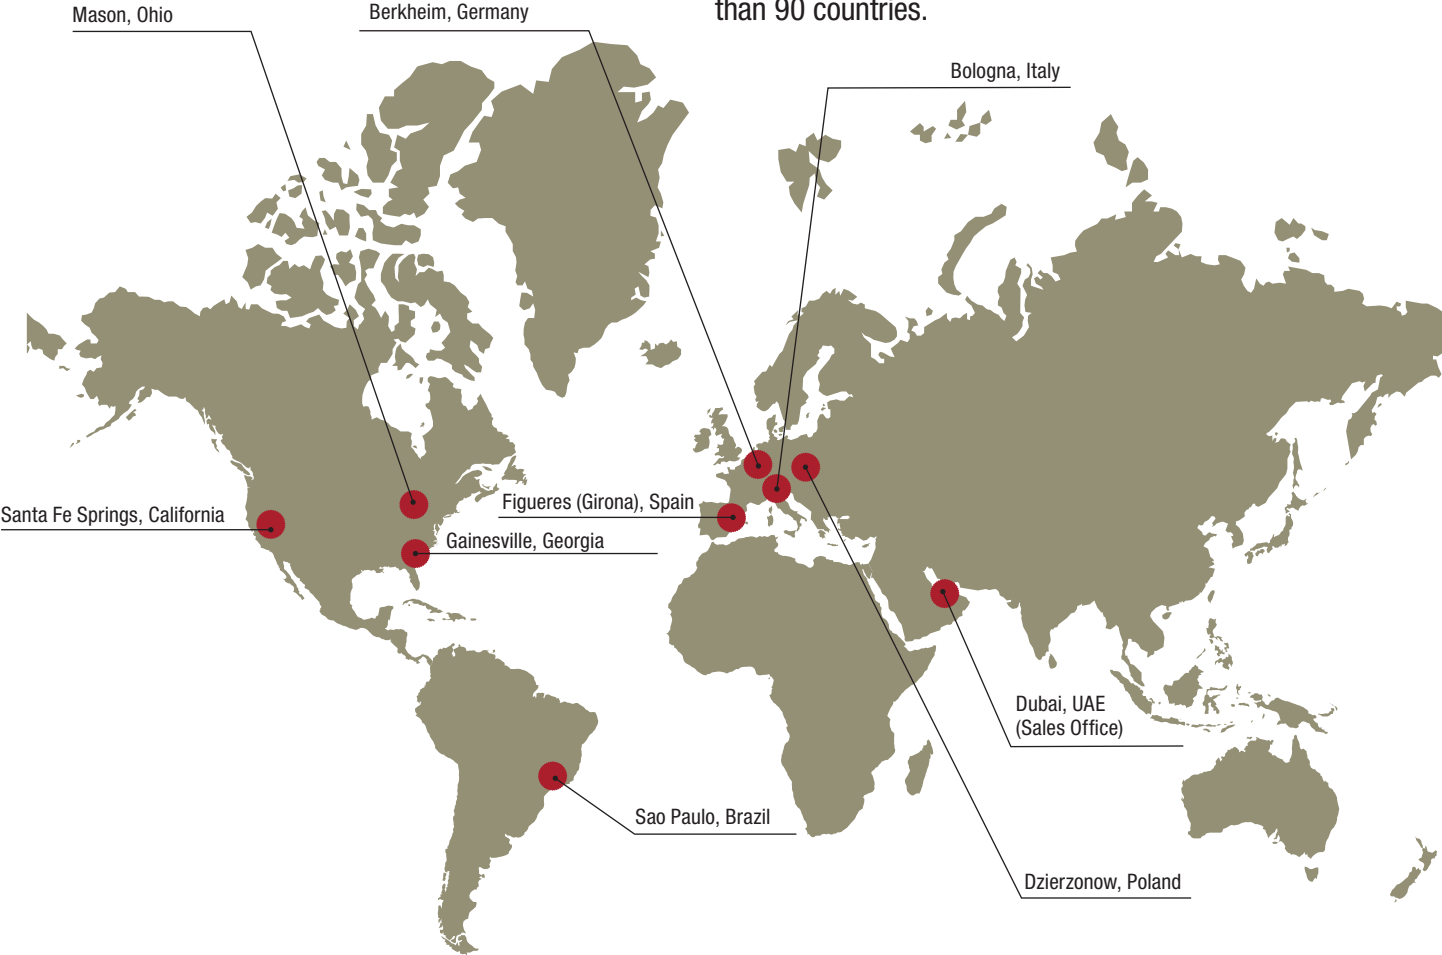 than 90 countries.
Mason, Ohio
Berkheim, Germany
Bologna, Italy
Santa Fe Springs, California
Figueres (Girona), Spain
Gainesville, Georgia
Dubai, UAE
(Sales Office)
Sao Paulo, Brazil
Dzierzonow, Poland